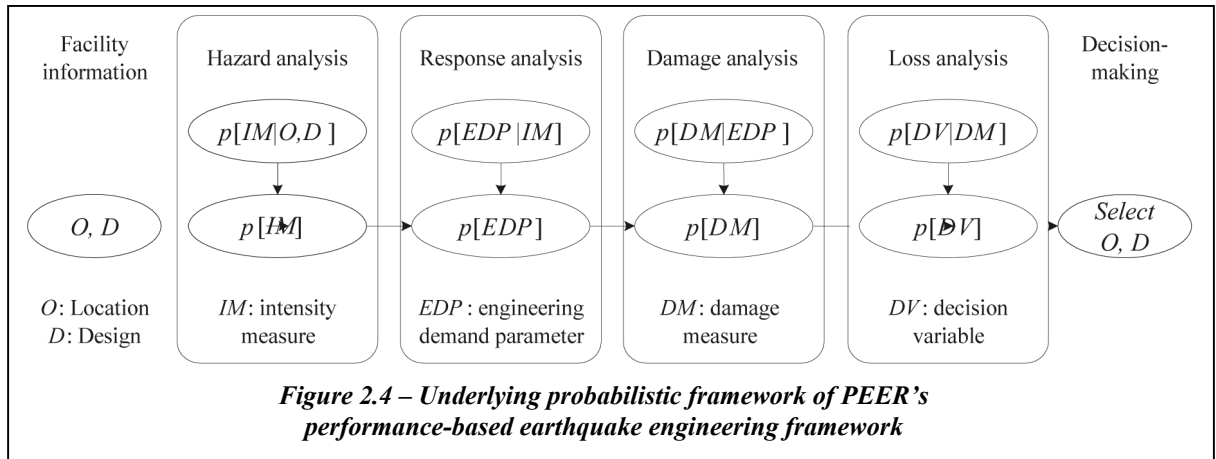 Facility
information
Hazard analysis
Response analysis
Damage analysis
Loss analysis
Decision-
making
p[IM|O,D ]
p[EDP |IM]
p[DM|EDP ]
p[DV|DM]
O, D
p[IM]
p[EDP]
p[DM]
p[DV]
Select
O, D
O: Location
D: Design
IM: intensity
measure
EDP : engineering
demand parameter
DM: damage
measure
DV: decision
variable
Figure 2.4 – Underlying probabilistic framework of PEER’s
performance-based earthquake engineering framework